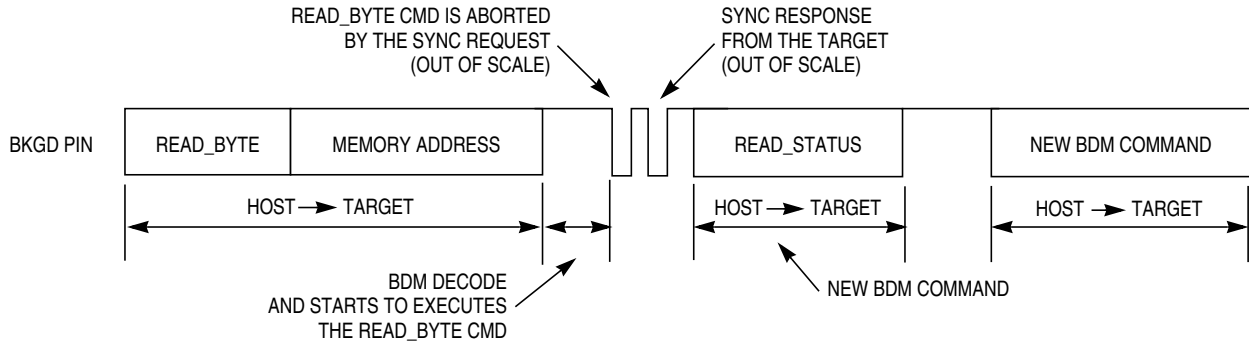 READ_BYTE CMD IS ABORTED
BY THE SYNC REQUEST
(OUT OF SCALE)
SYNC RESPONSE
FROM THE TARGET
(OUT OF SCALE)
BKGD PIN
READ_BYTE
MEMORY ADDRESS
READ_STATUS
NEW BDM COMMAND
HOST
TARGET
HOST
TARGET
HOST
TARGET
BDM DECODE
AND STARTS TO EXECUTES
THE READ_BYTE CMD
NEW BDM COMMAND